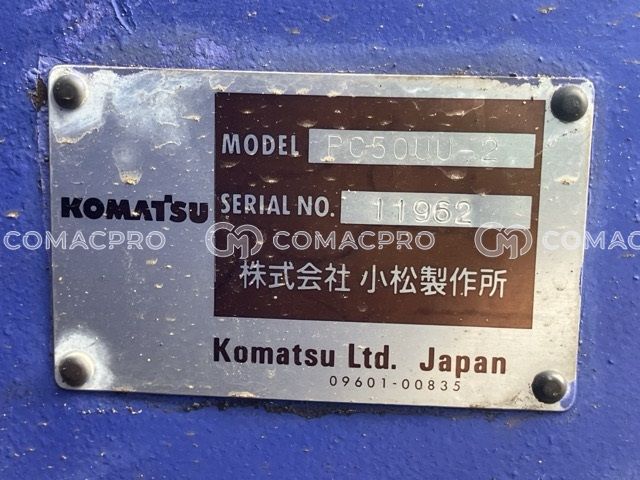 MODEL PC50UU-2
KOMATSU
SERIAL NO. 11962
COMACPRO COMACPRO COMACPRO
株式会社 小松製作所
Komatsu Ltd. Japan
09601-00835